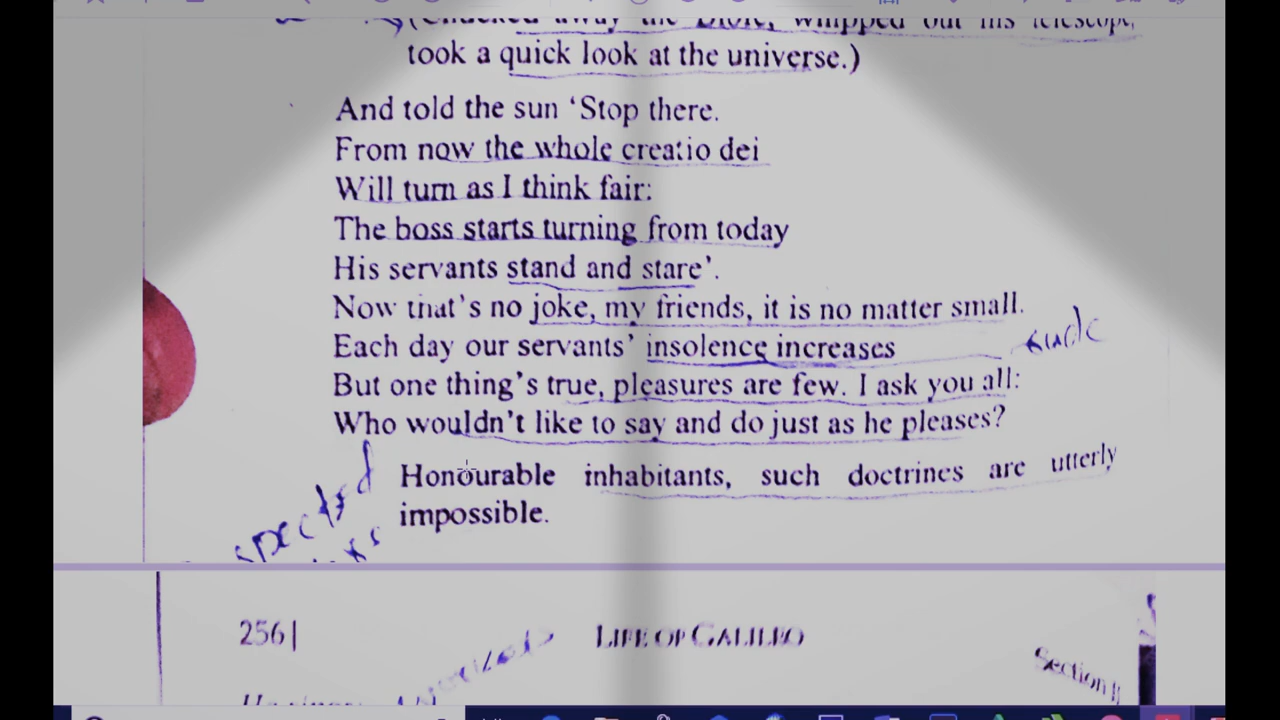 took a quick look at the universe.)
And told the sun ‘Stop there.
From now the whole creatio dei
Will turn as I think fair:
The boss starts turning from today
His servants stand and stare’.
Now that's no joke, my friends, it is no matter small.
Each day our servants’ insolence increases
But one thing's true, pleasures are few. I ask you all:
Who wouldn't like to say and do just as he pleases?
Honourable inhabitants, such doctrines are utterly
impossible.
256|
LIFE OF GALILEO
Section